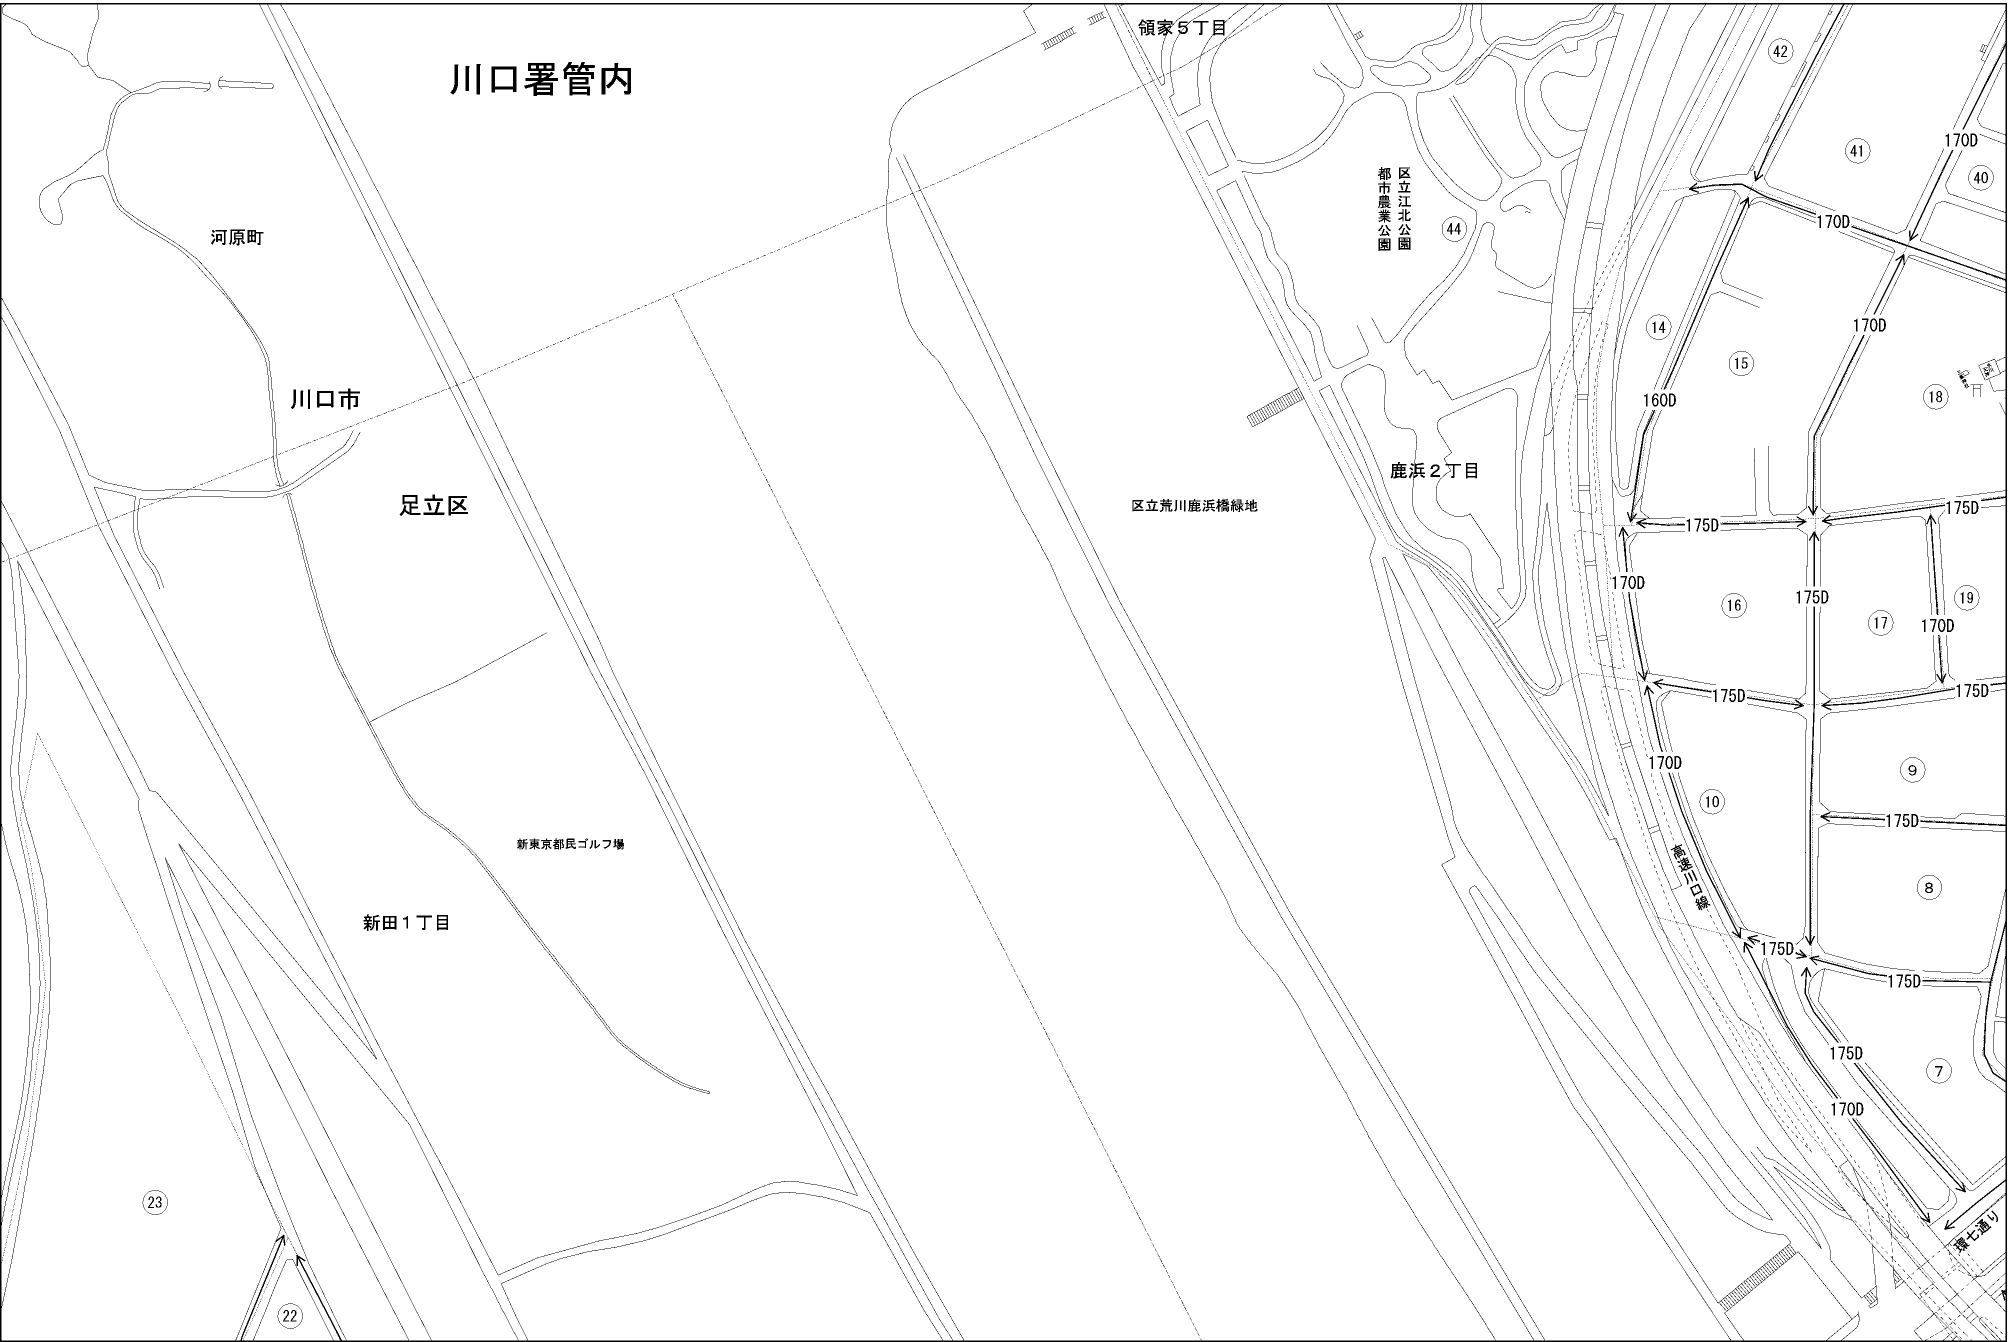 領家５丁目
川口署管内
42
41
170D
40
区立江北公園
都市農業公園
170D
44
河原町
14
170D
15
18
川口市
160D
鹿浜２丁目
足立区
区立荒川鹿浜橋緑地
175D
175D
170D
16
175D
17
170D
19
175D
175D
170D
9
10
175D
新東京都民ゴルフ場
高速川口線
8
新田１丁目
175D
175D
175D
7
170D
23
環七通り
22